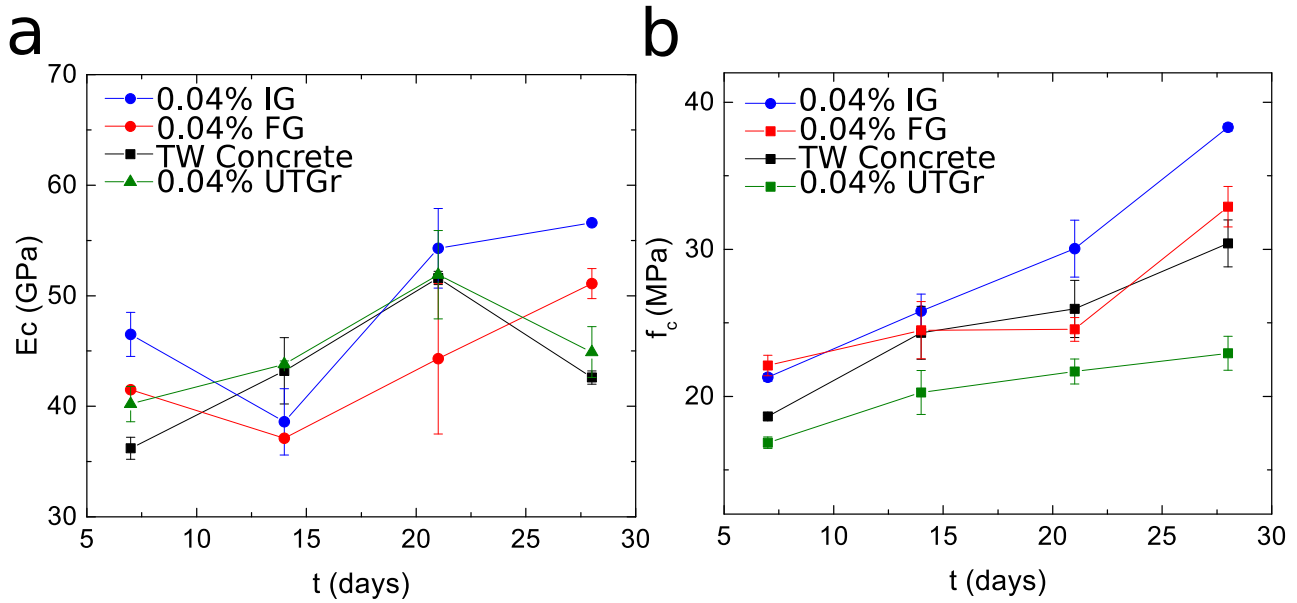 a
70
60
50
40
30
Ec (GPa)
0.04% IG
0.04% FG
TW Concrete
0.04% UTGr
5 10 15 20 25 30
t (days)
b
40
30
20
f_c (MPa)
0.04% IG
0.04% FG
TW Concrete
0.04% UTGr
5 10 15 20 25 30
t (days)